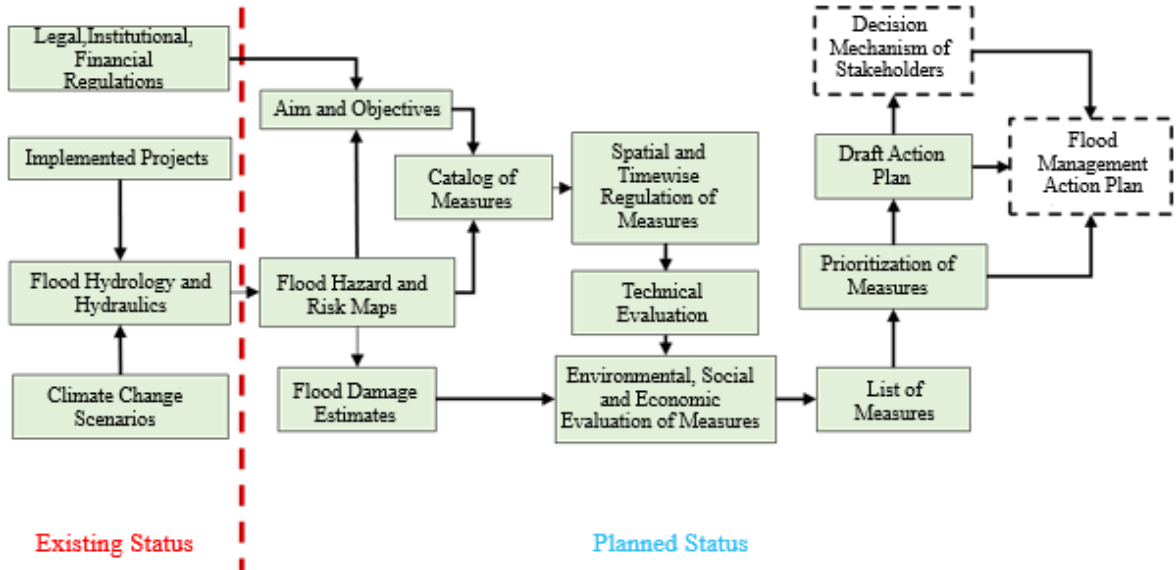 Legal,Institutional,
Financial
Regulations
Implemented Projects
Flood Hydrology and
Hydraulics
Climate Change
Scenarios
Aim and Objectives
Flood Hazard and
Risk Maps
Flood Damage
Estimates
Catalog of
Measures
Spatial and
Timewise
Regulation of
Measures
Technical
Evaluation
Environmental, Social
and Economic
Evaluation of Measures
Decision
Mechanism of
Stakeholders
Draft Action
Plan
Prioritization of
Measures
List of
Measures
Flood
Management
Action Plan
Existing Status
Planned Status